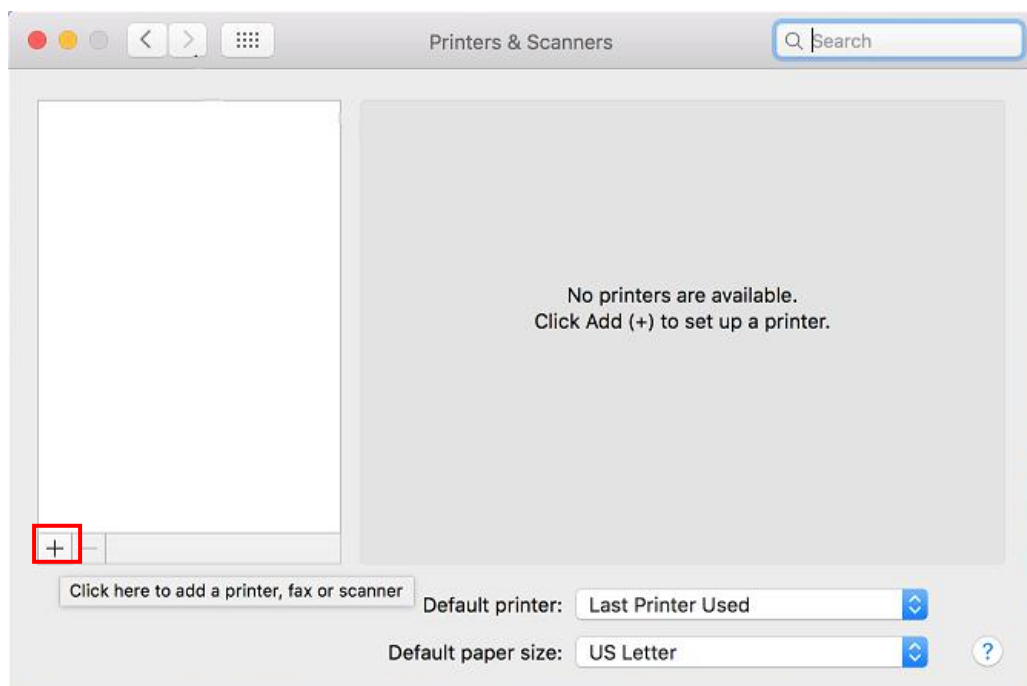 Printers & Scanners
Search
No printers are available.
Click Add (+) to set up a printer.
+ −
Click here to add a printer, fax or scanner
Default printer: Last Printer Used
Default paper size: US Letter
?